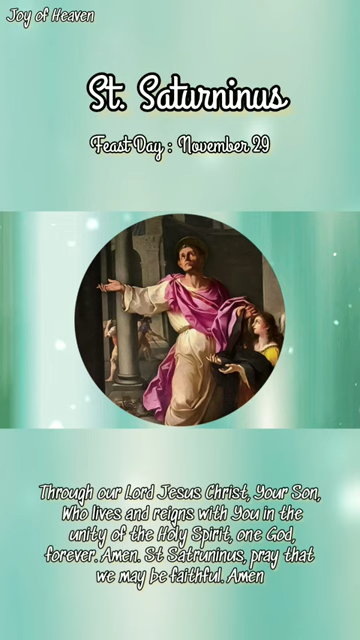 Joy of Heaven
St. Saturninus
Feast Day : November 29
Through our Lord Jesus Christ, Your Son,
Who lives and reigns with You in the
unity of the Holy Spirit, one God,
forever. Amen. St Satruninus, pray that
we may be faithful. Amen